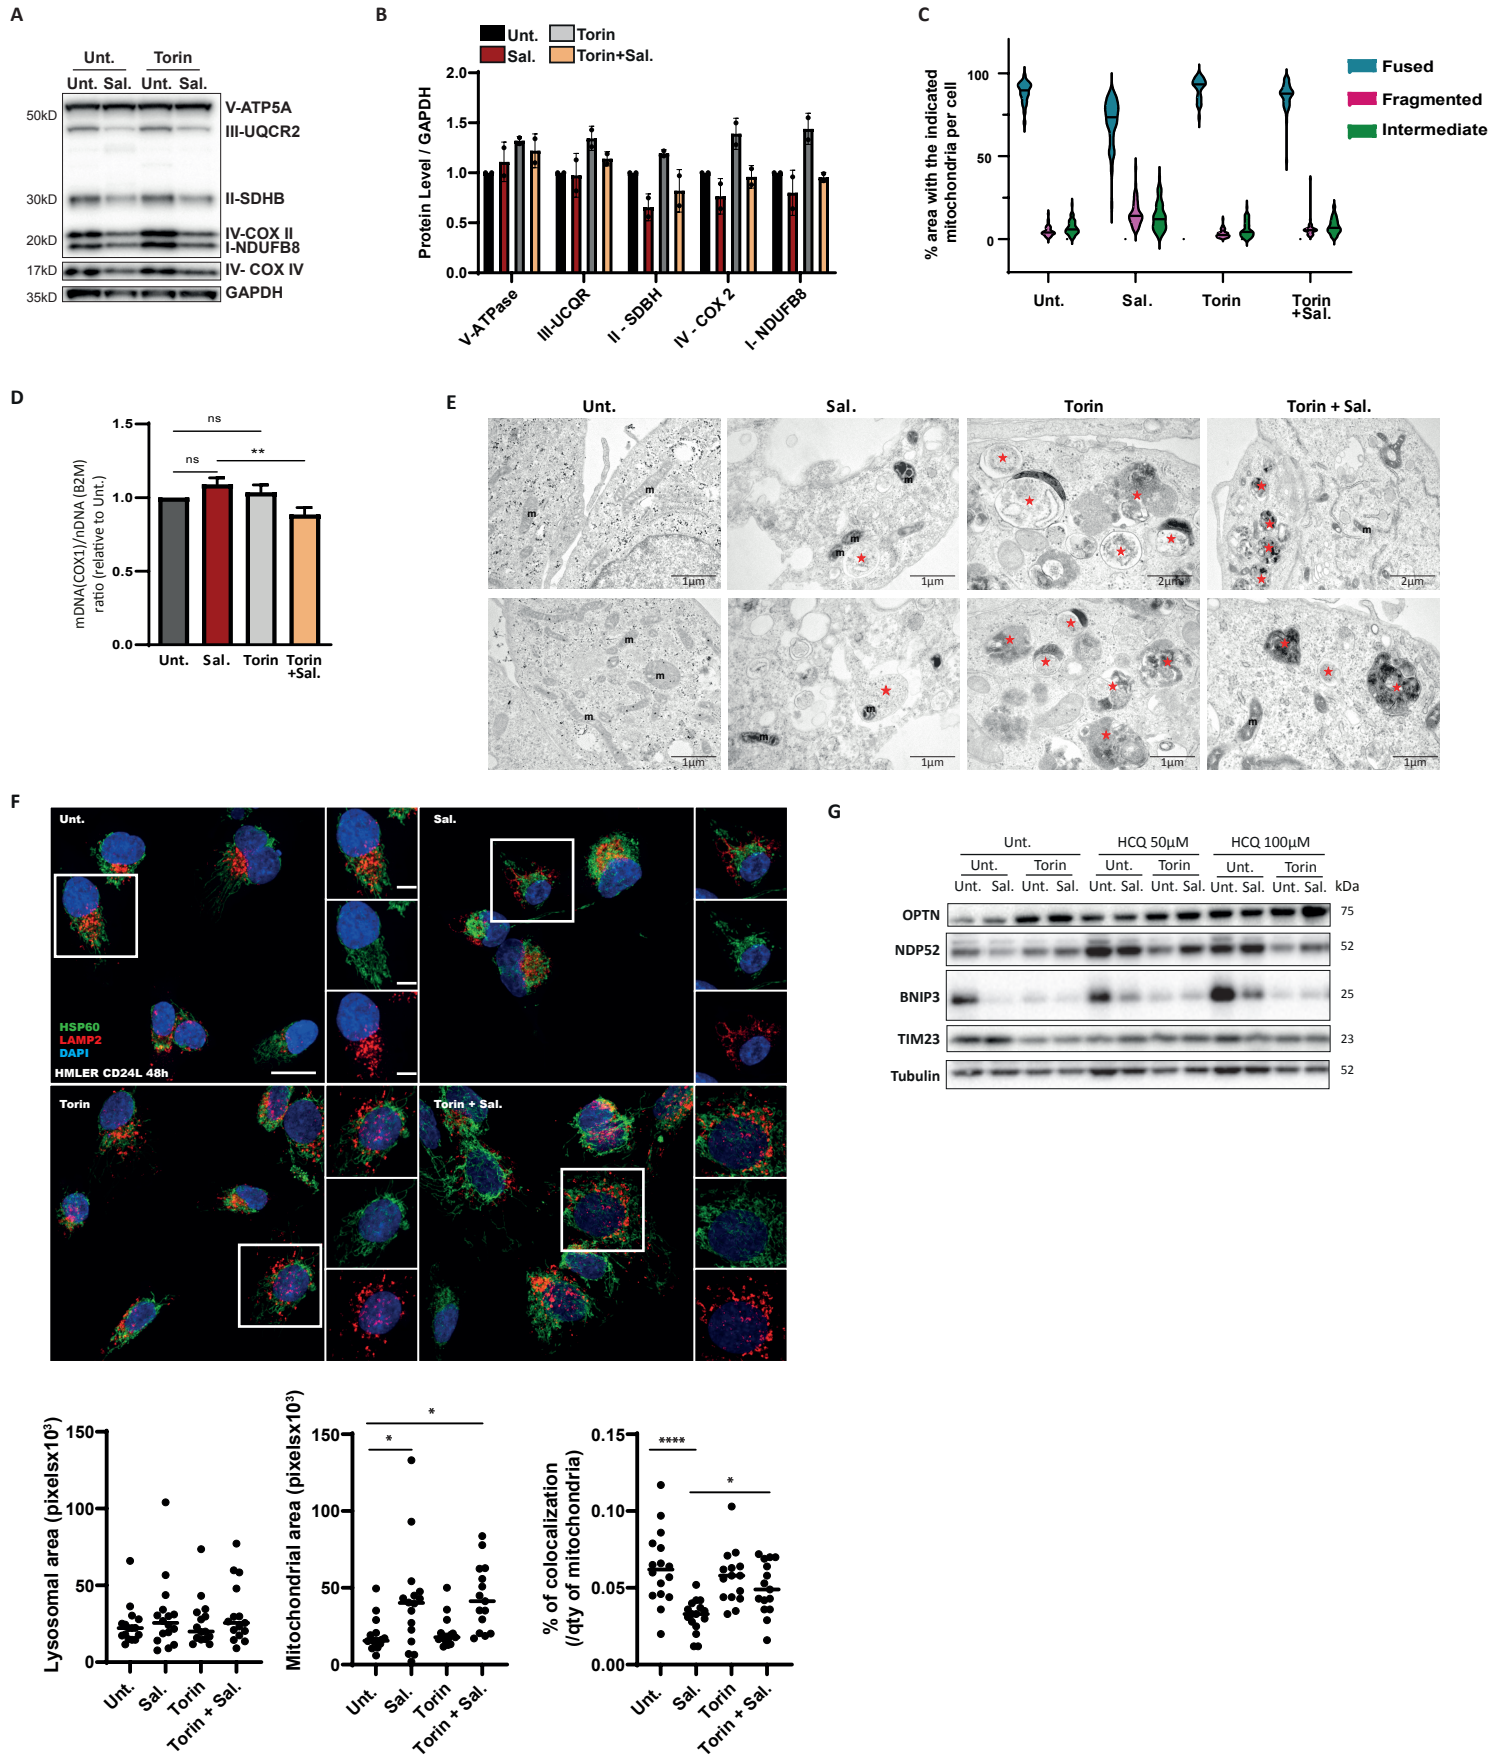 A
Unt. Torin
Unt. Sal. Unt. Sal.
50kD
30kD
20kD
17kD
35kD
V-ATP5A
III-UQCR2
II-SDHB
IV-COX II
I-NDUFB8
IV- COX IV
GAPDH
B
Unt. Torin
Sal. Torin+Sal.
Protein Level / GAPDH
2.0
1.5
1.0
0.5
0.0
V-ATPase
III-UCQR
II - SDBH
IV - COX 2
I- NDUFB8
C
% area with the indicated
mitochondria per cell
100
50
0
Unt.
Sal.
Torin
Torin
+Sal.
Fused
Fragmented
Intermediate
D
mDNA(COX1)/nDNA (B2M)
ratio (relative to Unt.)
1.5
1.0
0.5
0.0
ns
ns
**
Unt.
Sal.
Torin
Torin
+Sal.
E
Unt.
Sal.
Torin
Torin + Sal.
m
m
1µm
m
m
m
1µm
2µm
m
2µm
m
m
m
1µm
m
m
1µm
1µm
m
1µm
F
Unt.
HSP60
LAMP2
DAPI
HMLER CD24L 48h
Sal.
Torin
Torin + Sal.
Lysosomal area (pixelsx10³)
150
100
50
0
Unt.
Sal.
Torin
Torin + Sal.
Mitochondrial area (pixelsx10³)
150
100
50
0
*
*
Unt.
Sal.
Torin
Torin + Sal.
% of colocalization
(/qty of mitochondria)
0.15
0.10
0.05
0.00
****
*
Unt.
Sal.
Torin
Torin + Sal.
G
Unt. HCQ 50µM HCQ 100µM
Unt. Torin Unt. Torin Unt. Torin
Unt. Sal. Unt. Sal. Unt. Sal. Unt. Sal. Unt. Sal. Unt. Sal. kDa
OPTN 75
NDP52 52
BNIP3 25
TIM23 23
Tubulin 52